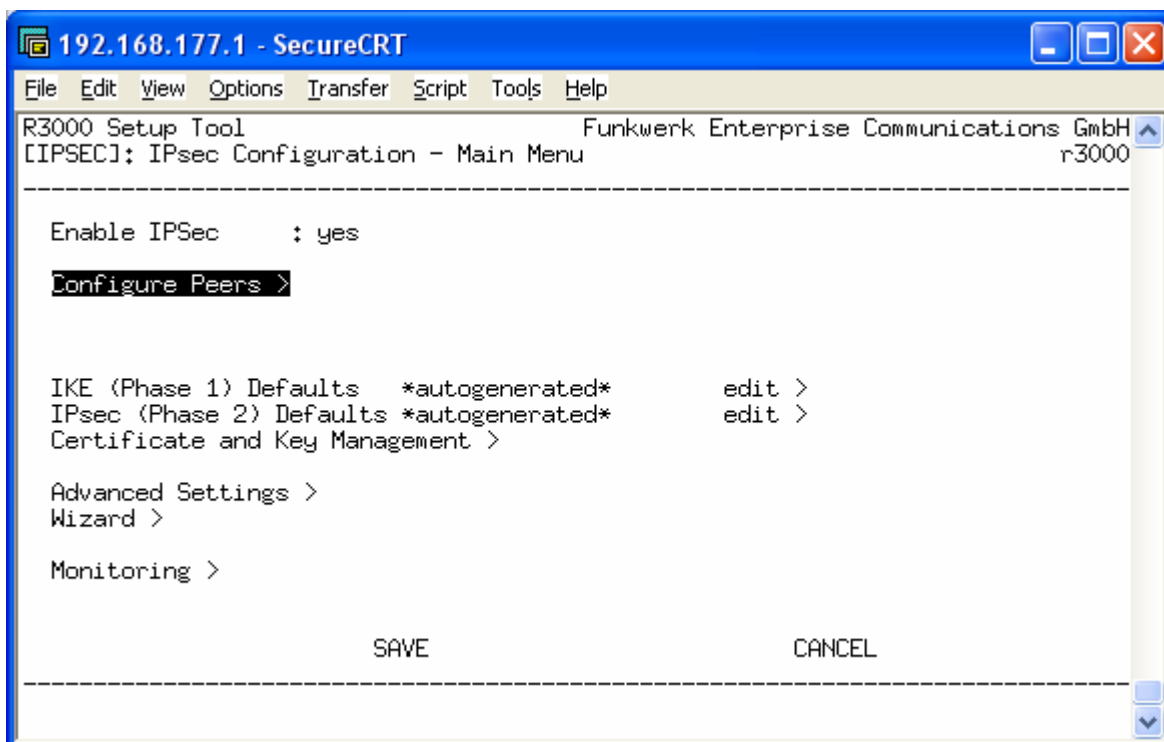 192.168.177.1 - SecureCRT
File Edit View Options Transfer Script Tools Help
R3000 Setup Tool Funkwerk Enterprise Communications GmbH
[IPSEC]: IPsec Configuration - Main Menu r3000
Enable IPSec : yes
Configure Peers >
IKE (Phase 1) Defaults *autogenerated* edit >
IPsec (Phase 2) Defaults *autogenerated* edit >
Certificate and Key Management >
Advanced Settings >
Wizard >
Monitoring >
SAVE CANCEL